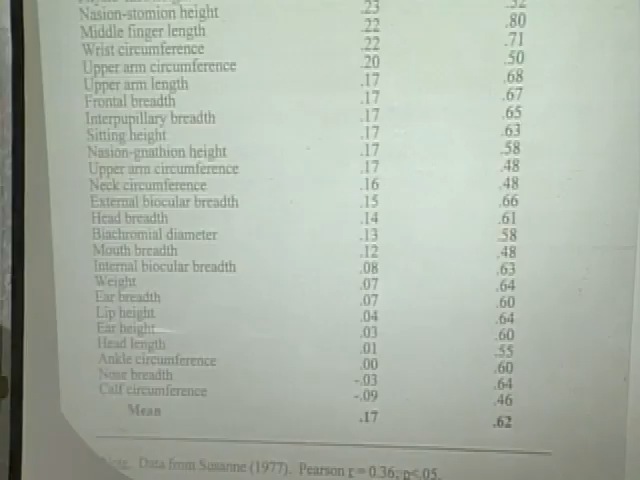 Nasion-stomion height .23
Middle finger length .22 .80
Wrist circumference .22 .71
Upper arm circumference .20 .50
Upper arm length .17 .68
Frontal breadth .17 .67
Interpupillary breadth .17 .65
Sitting height .17 .63
Nasion-gnathion height .17 .58
Upper arm circumference .17 .48
Neck circumference .16 .48
External biocular breadth .15 .66
Head breadth .14 .61
Biachromial diameter .13 .58
Mouth breadth .12 .48
Internal biocular breadth .08 .63
Weight .07 .64
Ear breadth .07 .60
Lip height .04 .64
Ear height .03 .60
Head length .01 .55
Ankle circumference .00 .60
Nose breadth -.03 .64
Calf circumference -.09 .46
Mean .17 .62
Note. Data from Susanne (1977). Pearson r = 0.36; p<.05.